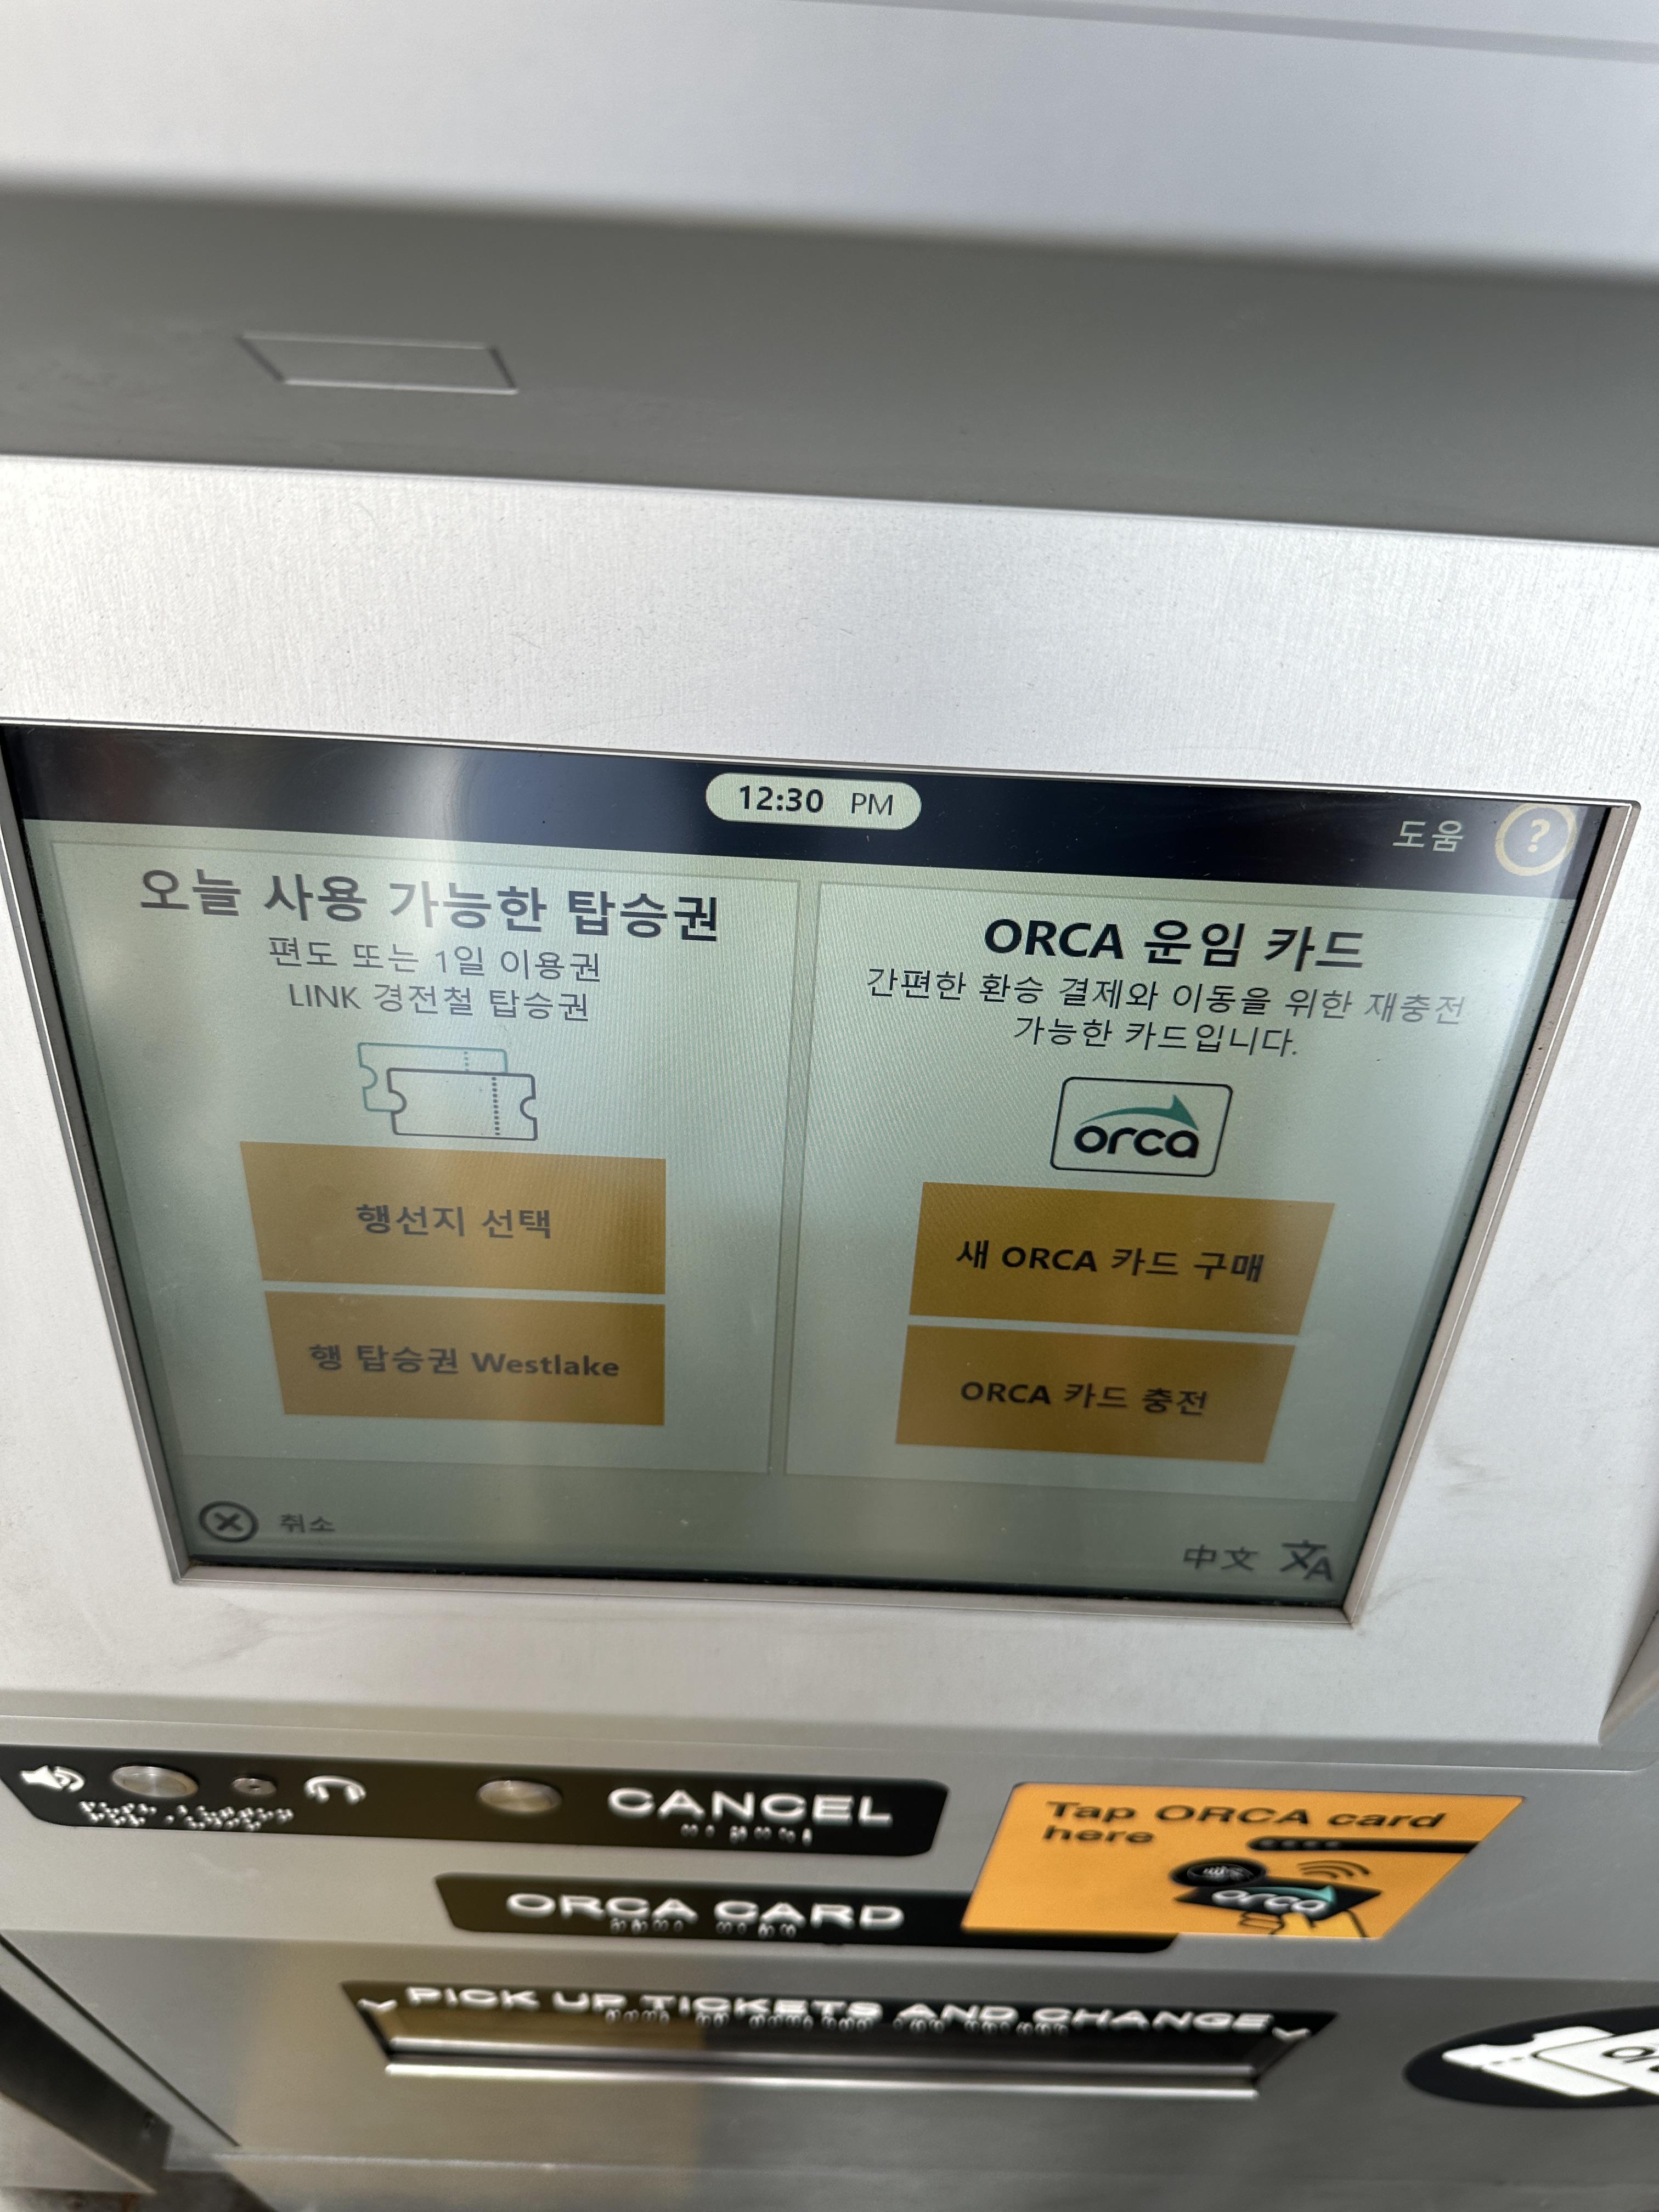 12:30 PM
도움 ?
오늘 사용 가능한 탑승권
편도 또는 1일 이용권
LINK 경전철 탑승권
행선지 선택
행 탑승권 Westlake
ORCA 운임 카드
간편한 환승 결제와 이동을 위한 재충전
가능한 카드입니다.
orca
새 ORCA 카드 구매
ORCA 카드 충전
취소
中文 文A
CANCEL
Tap ORCA card
here
orca
ORCA CARD
PICK UP TICKETS AND CHANGE